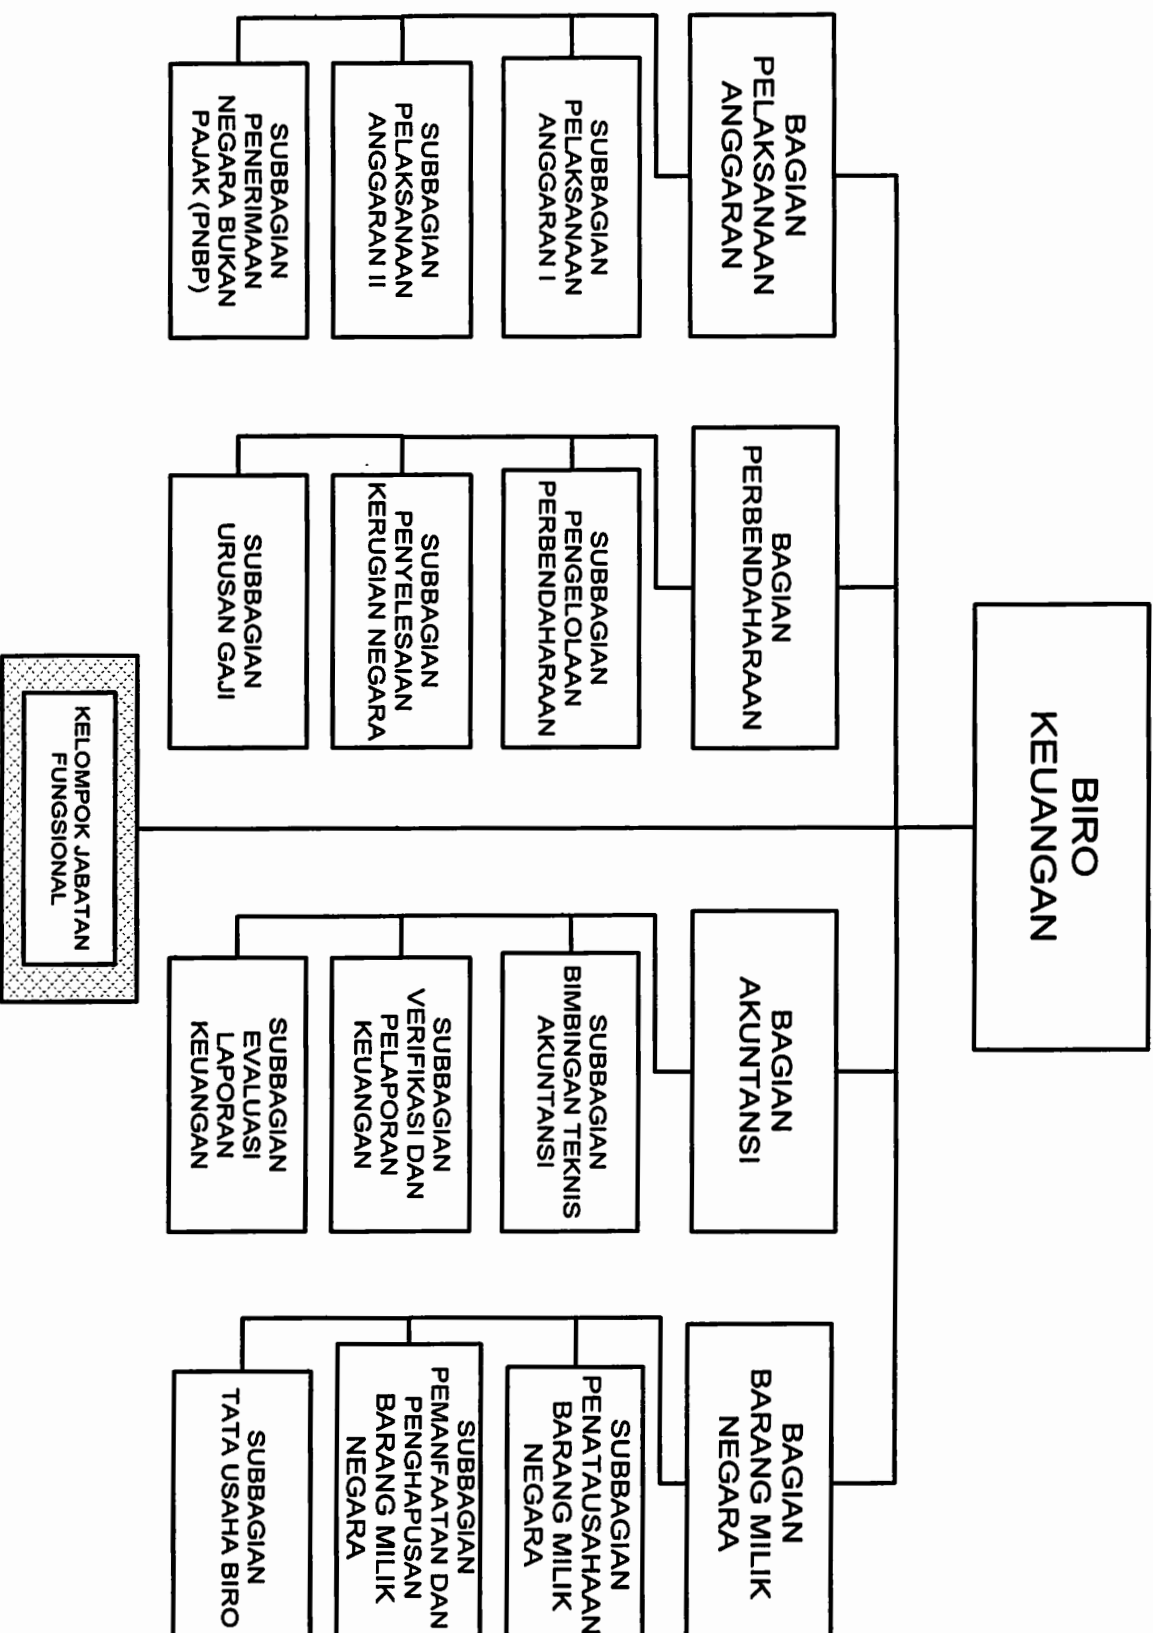 BIRO
KEUANGAN
BAGIAN
PELAKSANAAN
ANGGARAN
BAGIAN
PERBENDAHARAAN
BAGIAN
AKUNTANSI
BAGIAN
BARANG MILIK
NEGARA
SUBBAGIAN
PELAKSANAAN
ANGGARAN I
SUBBAGIAN
PENGELOLAAN
PERBENDAHARAAN
SUBBAGIAN
BIMBINGAN TEKNIS
AKUNTANSI
SUBBAGIAN
PENATAUSAHAAN
BARANG MILIK
NEGARA
SUBBAGIAN
PELAKSANAAN
ANGGARAN II
SUBBAGIAN
PENYELESAIAN
KERUGIAN NEGARA
SUBBAGIAN
VERIFIKASI DAN
PELAPORAN
KEUANGAN
SUBBAGIAN
PEMANFAATAN DAN
PENGHAPUSAN
BARANG MILIK
NEGARA
SUBBAGIAN
PENERIMAAN
NEGARA BUKAN
PAJAK (PNBP)
SUBBAGIAN
URUSAN GAJI
SUBBAGIAN
EVALUASI
LAPORAN
KEUANGAN
SUBBAGIAN
TATA USAHA BIRO
KELOMPOK JABATAN
FUNGSIONAL